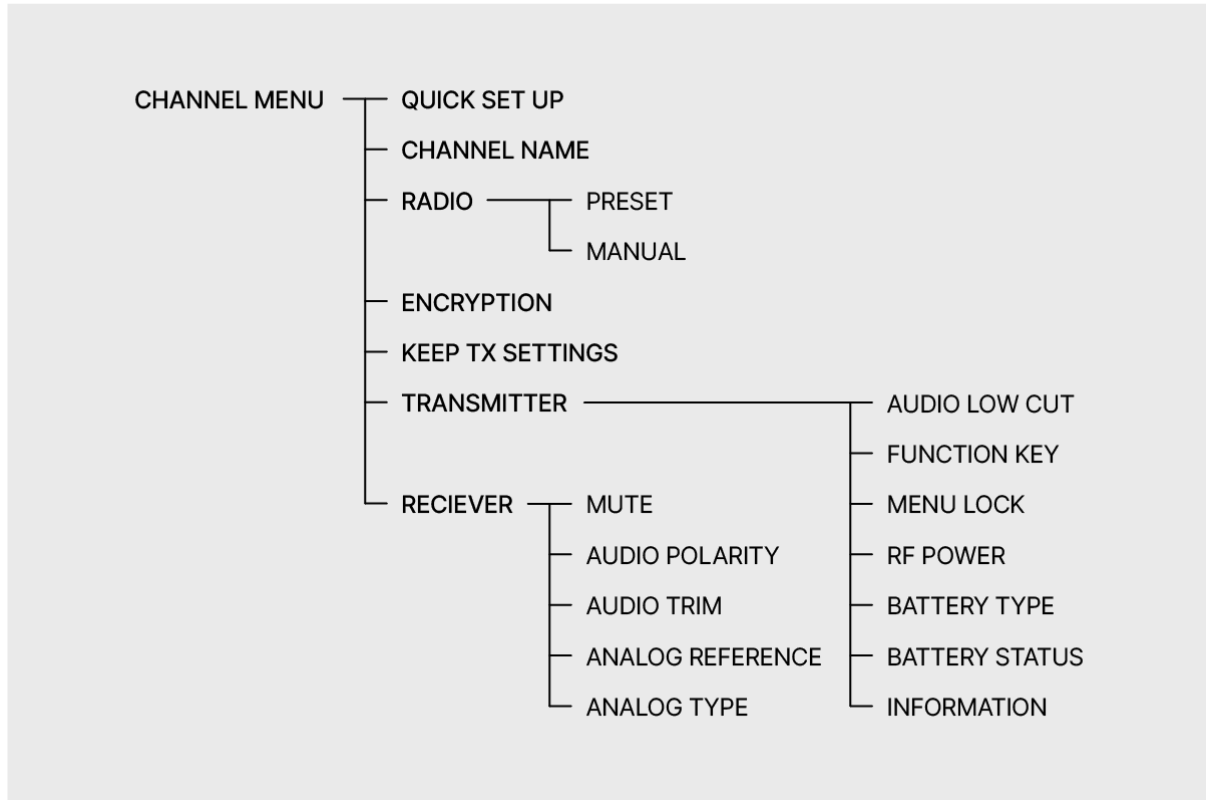 CHANNEL MENU QUICK SET UP
CHANNEL NAME
RADIO PRESET
MANUAL
ENCRYPTION
KEEP TX SETTINGS
TRANSMITTER AUDIO LOW CUT
FUNCTION KEY
RECIEVER MUTE MENU LOCK
AUDIO POLARITY RF POWER
AUDIO TRIM BATTERY TYPE
ANALOG REFERENCE BATTERY STATUS
ANALOG TYPE INFORMATION